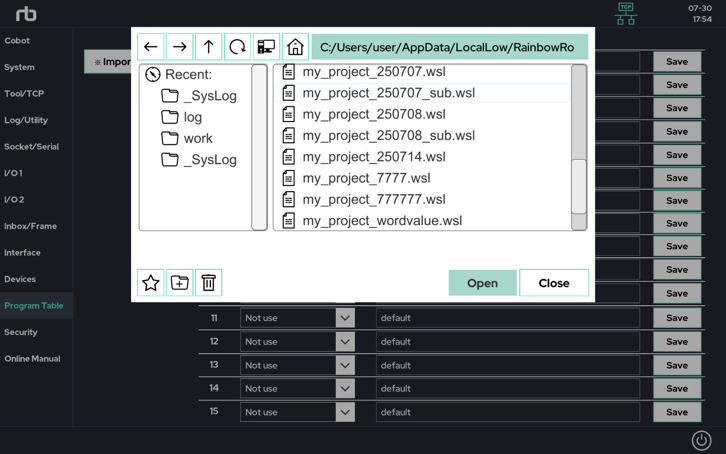 rb
TCP
07-30
17:54
Cobot
System
Tool/TCP
Log/Utility
Socket/Serial
I/O 1
I/O 2
Inbox/Frame
Interface
Devices
Program Table
Security
Online Manual
※ Impor
C:/Users/user/AppData/LocalLow/RainbowRo
Recent:
_SysLog
log
work
_SysLog
my_project_250707.wsl
my_project_250707_sub.wsl
my_project_250708.wsl
my_project_250708_sub.wsl
my_project_250714.wsl
my_project_7777.wsl
my_project_777777.wsl
my_project_wordvalue.wsl
Open
Close
Save
Save
Save
Save
Save
Save
Save
Save
Save
Save
Save
11 Not use default Save
12 Not use default Save
13 Not use default Save
14 Not use default Save
15 Not use default Save